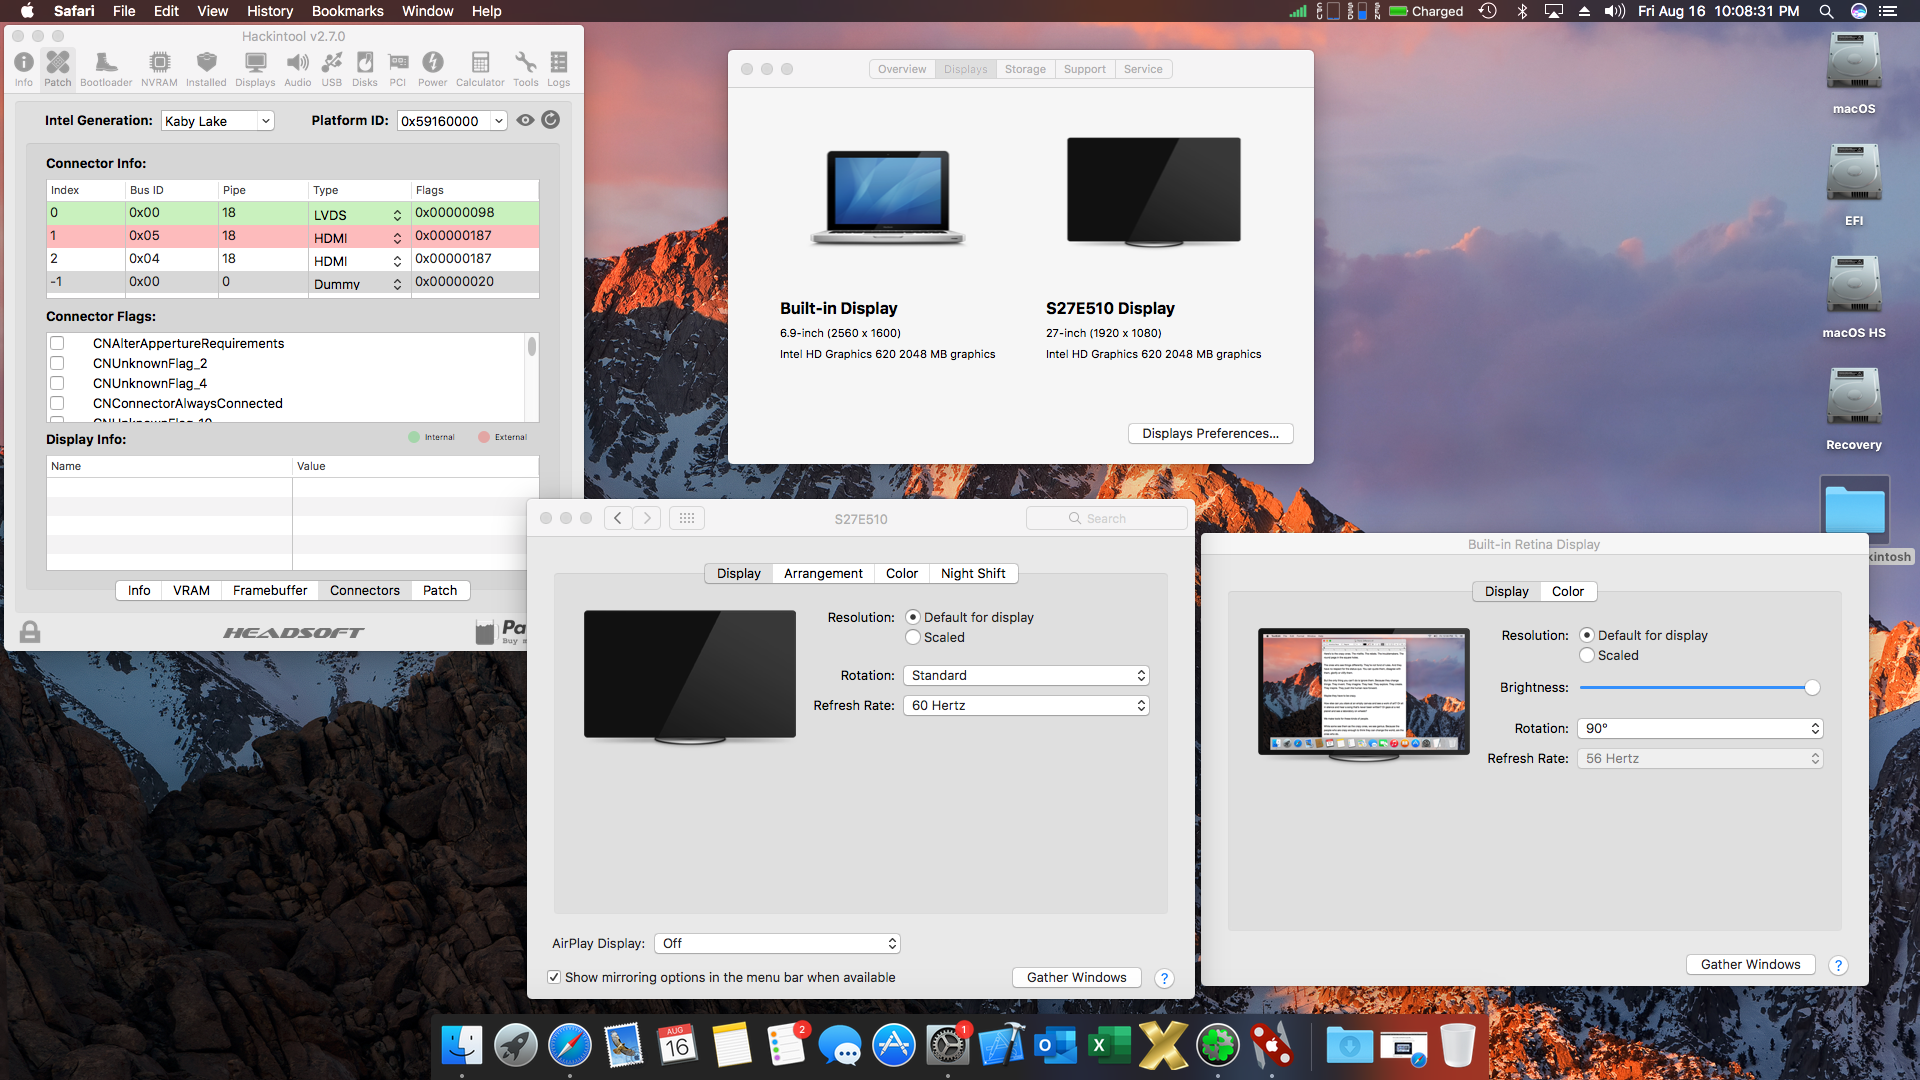 Safari File Edit View History Bookmarks Window Help
Charged Fri Aug 16 10:08:31 PM
Hackintool v2.7.0
Info Patch Bootloader NVRAM Installed Displays Audio USB Disks PCI Power Calculator Tools Logs
Intel Generation: Kaby Lake Platform ID: 0x59160000
Connector Info:
Index Bus ID Pipe Type Flags
0 0x00 18 LVDS 0x00000098
1 0x05 18 HDMI 0x00000187
2 0x04 18 HDMI 0x00000187
-1 0x00 0 Dummy 0x00000020
Connector Flags:
CNAlterAppertureRequirements
CNUnknownFlag_2
CNUnknownFlag_4
CNConnectorAlwaysConnected
Display Info: Internal External
Name Value
Info VRAM Framebuffer Connectors Patch
HEADSOFT
Overview Displays Storage Support Service
Built-in Display
6.9-inch (2560 x 1600)
Intel HD Graphics 620 2048 MB graphics
S27E510 Display
27-inch (1920 x 1080)
Intel HD Graphics 620 2048 MB graphics
Displays Preferences...
macOS
EFI
macOS HS
Recovery
kintosh
S27E510
Search
Display Arrangement Color Night Shift
Resolution: Default for display
Scaled
Rotation: Standard
Refresh Rate: 60 Hertz
AirPlay Display: Off
Show mirroring options in the menu bar when available
Gather Windows ?
Built-in Retina Display
Display Color
Resolution: Default for display
Scaled
Brightness:
Rotation: 90°
Refresh Rate: 56 Hertz
Gather Windows ?
AUG
16
2
1